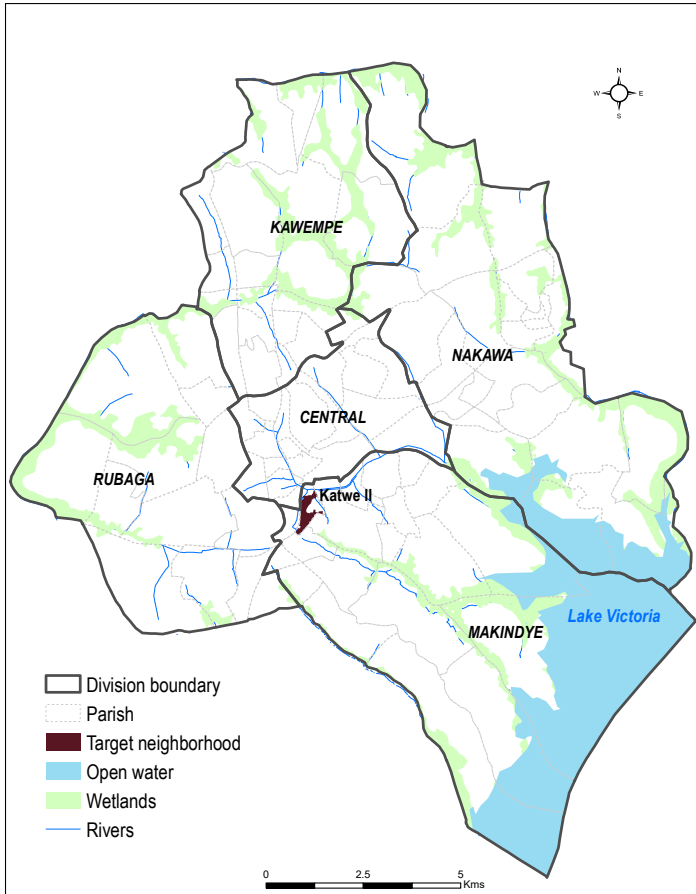 N
W E
S
KAWEMPE
NAKAWA
CENTRAL
RUBAGA
Katwe II
Lake Victoria
MAKINDYE
Division boundary
Parish
Target neighborhood
Open water
Wetlands
Rivers
0 2.5 5
Kms